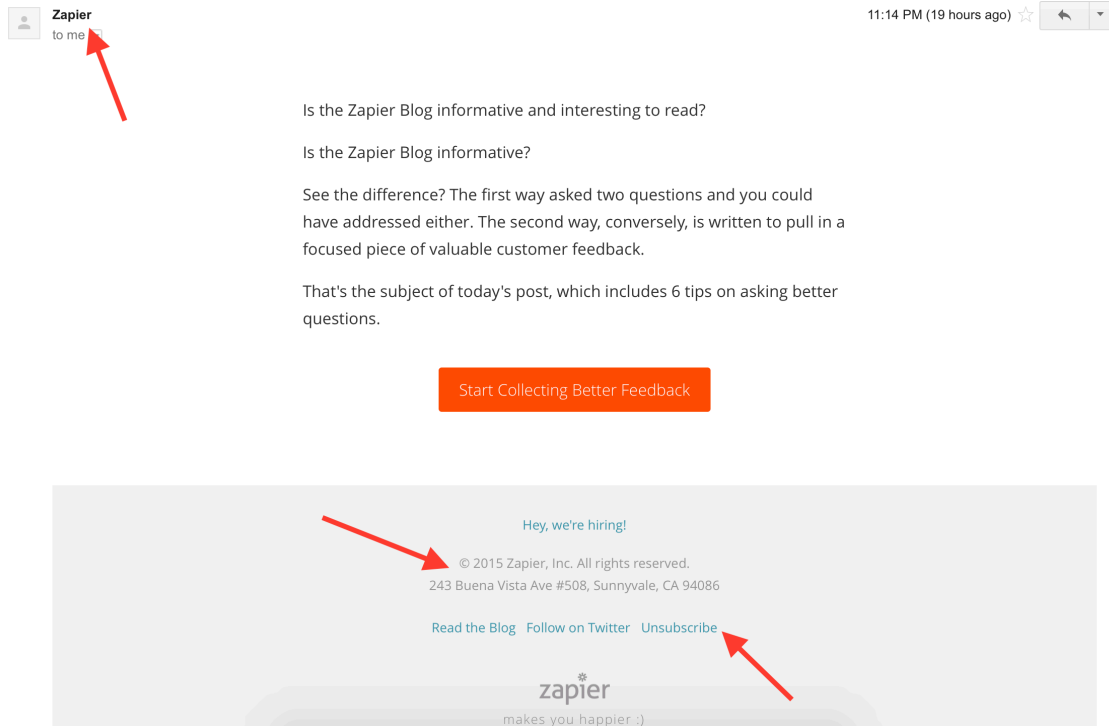 Zapier
11:14 PM (19 hours ago)
to me
Is the Zapier Blog informative and interesting to read?
Is the Zapier Blog informative?
See the difference? The first way asked two questions and you could
have addressed either. The second way, conversely, is written to pull in a
focused piece of valuable customer feedback.
That's the subject of today's post, which includes 6 tips on asking better
questions.
Start Collecting Better Feedback
Hey, we're hiring!
© 2015 Zapier, Inc. All rights reserved.
243 Buena Vista Ave #508, Sunnyvale, CA 94086
Read the Blog Follow on Twitter Unsubscribe
zapier
makes you happier :)